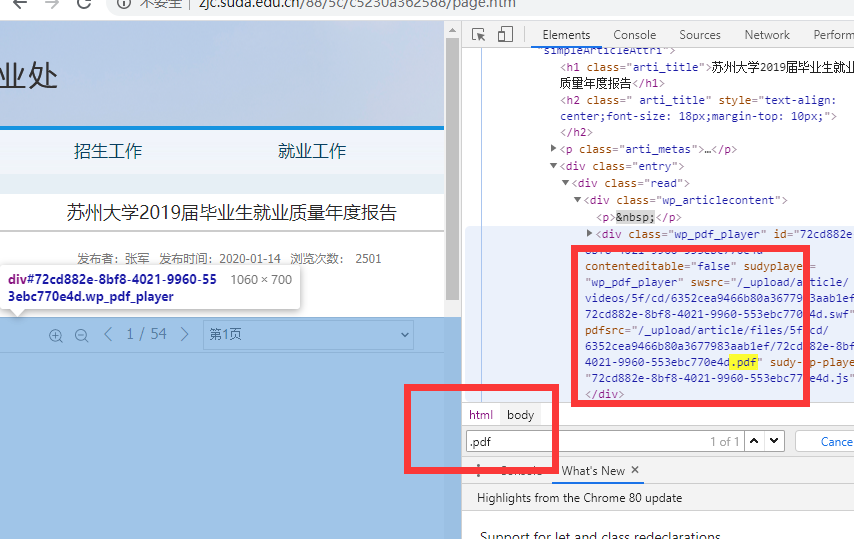 不安全 | zjc.suda.edu.cn/88/5c/c5230a362588/page.htm
业处
招生工作 就业工作
苏州大学2019届毕业生就业质量年度报告
发布者：张军 发布时间：2020-01-14 浏览次数： 2501
div#72cd882e-8bf8-4021-9960-55 1060 × 700
3ebc770e4d.wp_pdf_player
1 / 54 第1页
Elements Console Sources Network Perform
"simpleArticleAttri">
<h1 class="arti_title">苏州大学2019届毕业生就业
质量年度报告</h1>
<h2 class=" arti_title" style="text-align:
center;font-size: 18px;margin-top: 10px;">
</h2>
<p class="arti_metas">…</p>
<div class="entry">
<div class="read">
<div class="wp_articlecontent">
<p>&nbsp;</p>
<div class="wp_pdf_player" id="72cd882e-
8bf8-4021-9960-553ebc770e4d"
contenteditable="false" sudyplayer=
"wp_pdf_player" swsrc="/_upload/article/
videos/5f/cd/6352cea9466b80a3677983aab1ef
72cd882e-8bf8-4021-9960-553ebc770e4d.swf"
pdfsrc="/_upload/article/files/5f/cd/
6352cea9466b80a3677983aab1ef/72cd882e-8bf
4021-9960-553ebc770e4d.pdf" sudy-wp-playe
"72cd882e-8bf8-4021-9960-553ebc770e4d.js"
</div>
html body
.pdf 1 of 1 Cance
Console What's New ×
Highlights from the Chrome 80 update
Support for let and class redeclarations